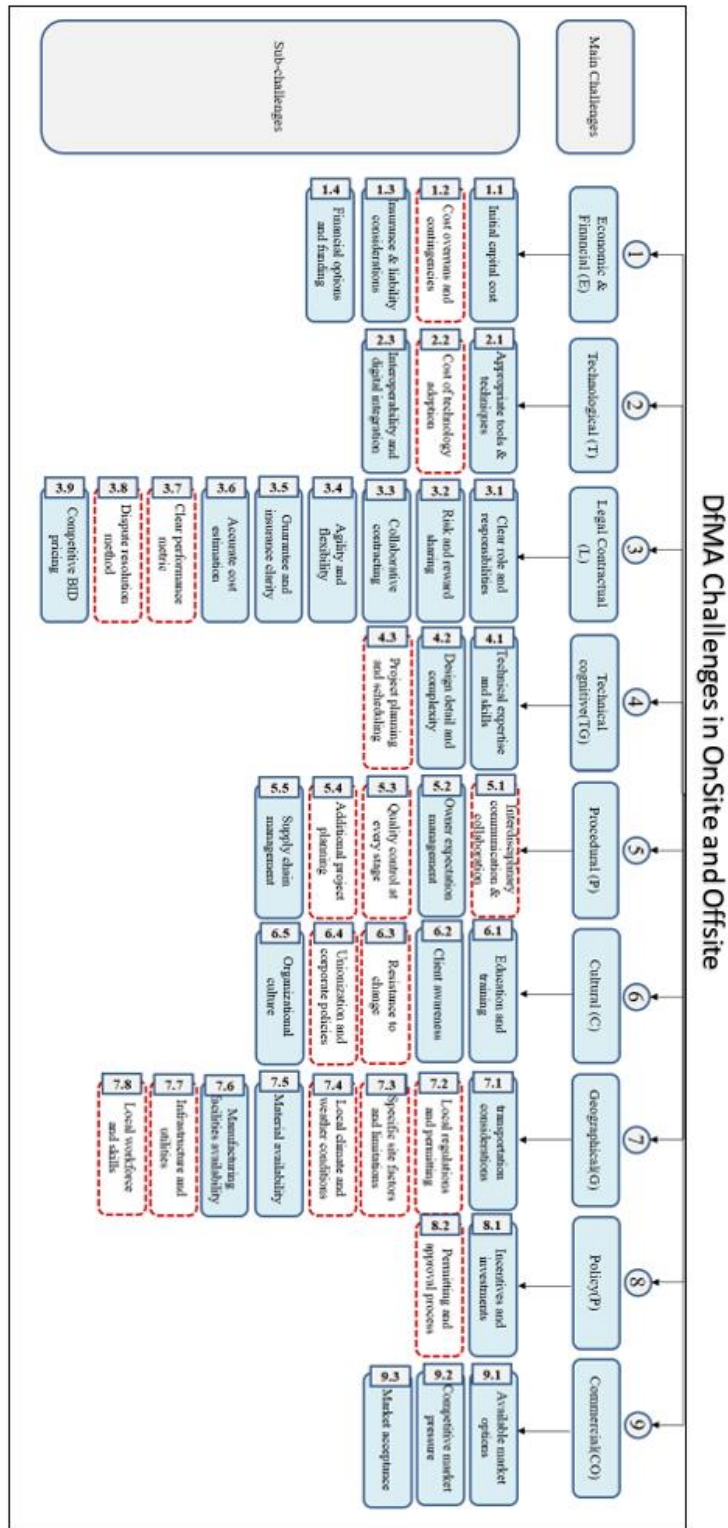 DfMA Challenges in OnSite and Offsite
Main Challenges
Sub-challenges
1
Economic &
Financial (E)
1.1
Initial capital cost
1.2
Cost overruns and
contingencies
1.3
Insurance & liability
considerations
1.4
Financial options
and funding
2
Technological (T)
2.1
Appropriate tools &
techniques
2.2
Cost of technology
adoption
2.3
Interoperability and
digital integration
3
Legal Contractual
(L)
3.1
Clear role and
responsibilities
3.2
Risk and reward
sharing
3.3
Collaborative
contracting
3.4
Agility and
flexibility
3.5
Guarantee and
insurance clarity
3.6
Accurate cost
estimation
3.7
Clear performance
metric
3.8
Dispute resolution
method
3.9
Competitive BID
pricing
4
Technical
cognitive(TG)
4.1
Technical expertise
and skills
4.2
Design detail and
complexity
4.3
Project planning
and scheduling
5
Procedural (P)
5.1
Interdisciplinary
communication &
collaboration
5.2
Owner expectation
management
5.3
Quality control at
every stage
5.4
Additional project
planning
5.5
Supply chain
management
6
Cultural (C)
6.1
Education and
training
6.2
Client awareness
6.3
Resistance to
change
6.4
Unionization and
corporate policies
6.5
Organizational
culture
7
Geographical(G)
7.1
transportation
considerations
7.2
Local regulations
and permitting
7.3
Specific site factors
and limitations
7.4
Local climate and
weather conditions
7.5
Material availability
7.6
Manufacturing
facilities availability
7.7
Infrastructure and
utilities
7.8
Local workforce
and skills
8
Policy(P)
8.1
Incentives and
investments
8.2
Permitting and
approval process
9
Commercial(CO)
9.1
Available market
options
9.2
Competitive market
pressure
9.3
Market acceptance